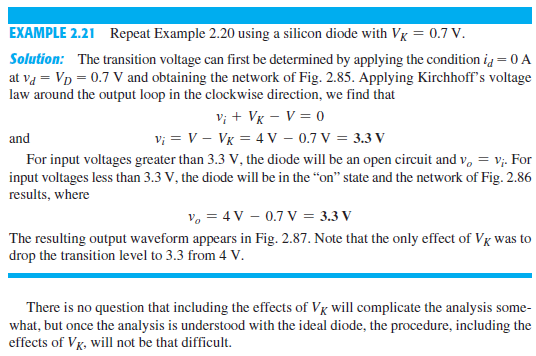 EXAMPLE 2.21 Repeat Example 2.20 using a silicon diode with V_K = 0.7 V.
Solution: The transition voltage can first be determined by applying the condition i_d = 0 A
at v_d = V_D = 0.7 V and obtaining the network of Fig. 2.85. Applying Kirchhoff's voltage
law around the output loop in the clockwise direction, we find that
v_i + V_K − V = 0
and v_i = V − V_K = 4 V − 0.7 V = 3.3 V
For input voltages greater than 3.3 V, the diode will be an open circuit and v_o = v_i. For
input voltages less than 3.3 V, the diode will be in the "on" state and the network of Fig. 2.86
results, where
v_o = 4 V − 0.7 V = 3.3 V
The resulting output waveform appears in Fig. 2.87. Note that the only effect of V_K was to
drop the transition level to 3.3 from 4 V.
There is no question that including the effects of V_K will complicate the analysis some-
what, but once the analysis is understood with the ideal diode, the procedure, including the
effects of V_K, will not be that difficult.